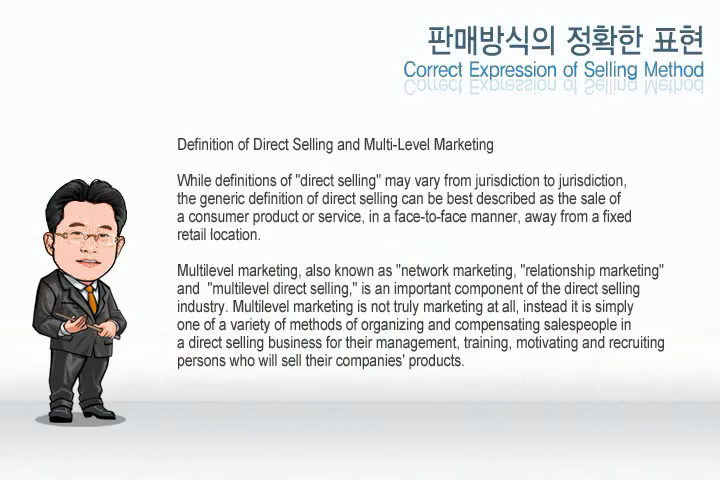 판매방식의 정확한 표현
Correct Expression of Selling Method
Definition of Direct Selling and Multi-Level Marketing
While definitions of "direct selling" may vary from jurisdiction to jurisdiction,
the generic definition of direct selling can be best described as the sale of
a consumer product or service, in a face-to-face manner, away from a fixed
retail location.
Multilevel marketing, also known as "network marketing, "relationship marketing"
and  "multilevel direct selling," is an important component of the direct selling
industry. Multilevel marketing is not truly marketing at all, instead it is simply
one of a variety of methods of organizing and compensating salespeople in
a direct selling business for their management, training, motivating and recruiting
persons who will sell their companies' products.